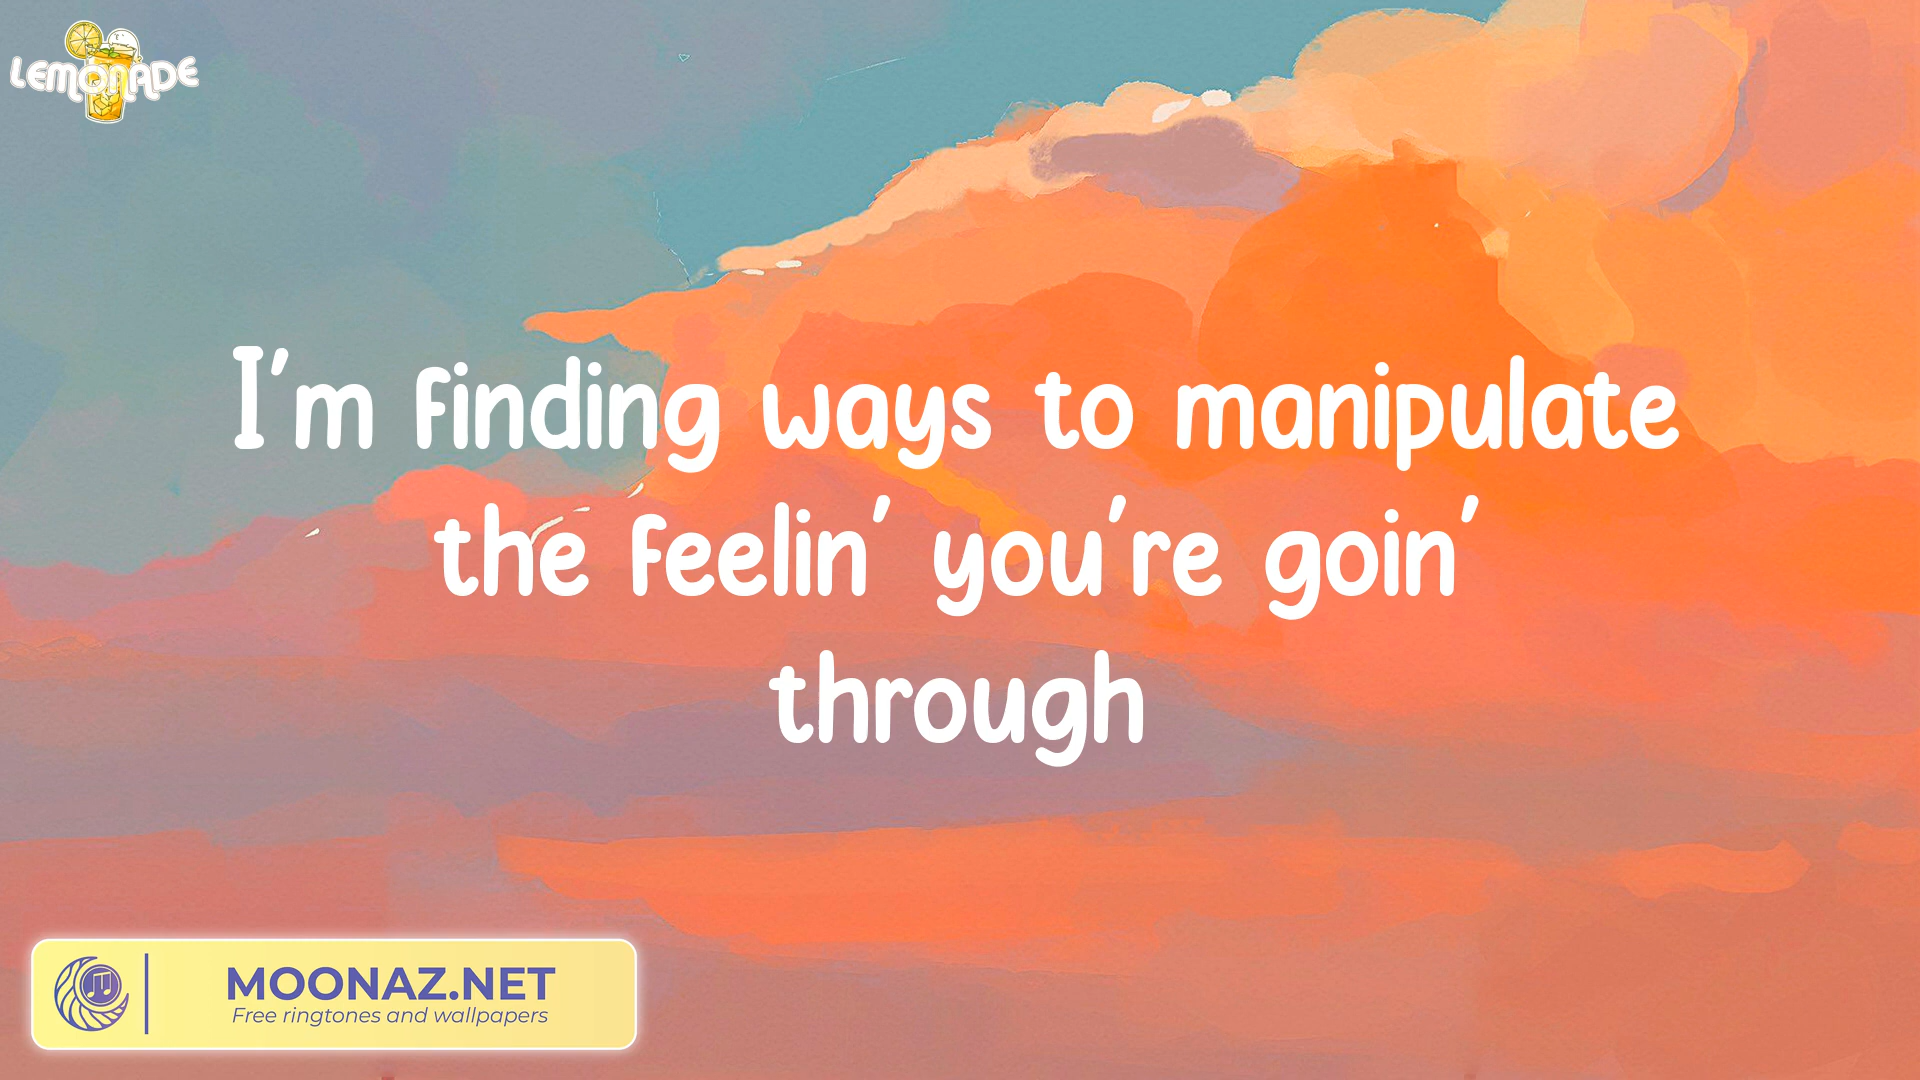 LEMONADE
I'm finding ways to manipulate
the feelin' you're goin'
through
MOONAZ.NET
Free ringtones and wallpapers